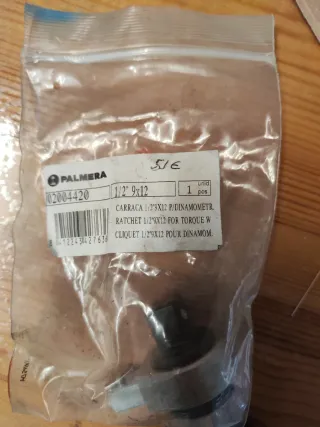 51€
PALMERA
002004420
1/2" 9x12
1 unid pcs
CARRACA 1/2"9X12 P/DINAMOMETR.
RATCHET 1/2"9X12 FOR TORQUE W
CLIQUET 1/2"9X12 POUR DINAMOM.